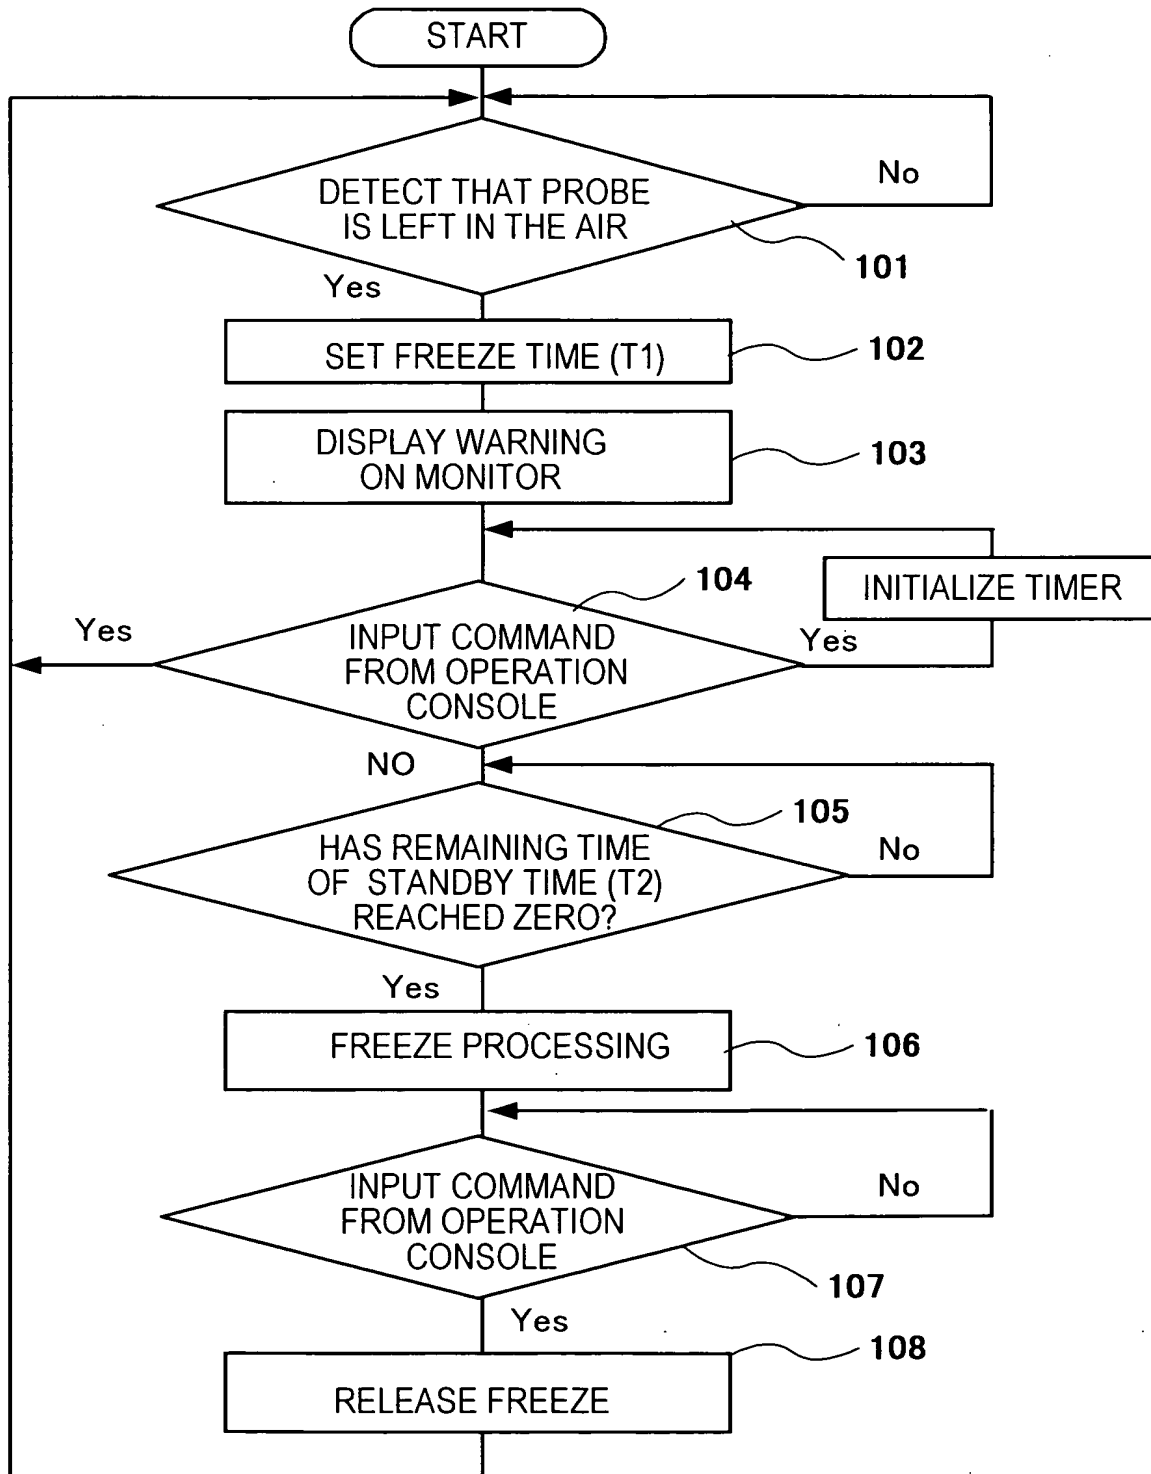 START
No
DETECT THAT PROBE
IS LEFT IN THE AIR
101
Yes
SET FREEZE TIME (T1)
102
DISPLAY WARNING
ON MONITOR
103
104
INITIALIZE TIMER
Yes
INPUT COMMAND
FROM OPERATION
CONSOLE
Yes
NO
105
HAS REMAINING TIME
OF STANDBY TIME (T2)
REACHED ZERO?
No
Yes
FREEZE PROCESSING
106
INPUT COMMAND
FROM OPERATION
CONSOLE
No
107
Yes
108
RELEASE FREEZE